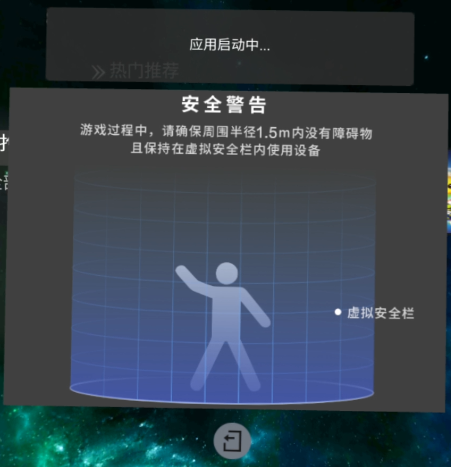 应用启动中...
热门推荐
安全警告
游戏过程中，请确保周围半径1.5m内没有障碍物
且保持在虚拟安全栏内使用设备
虚拟安全栏